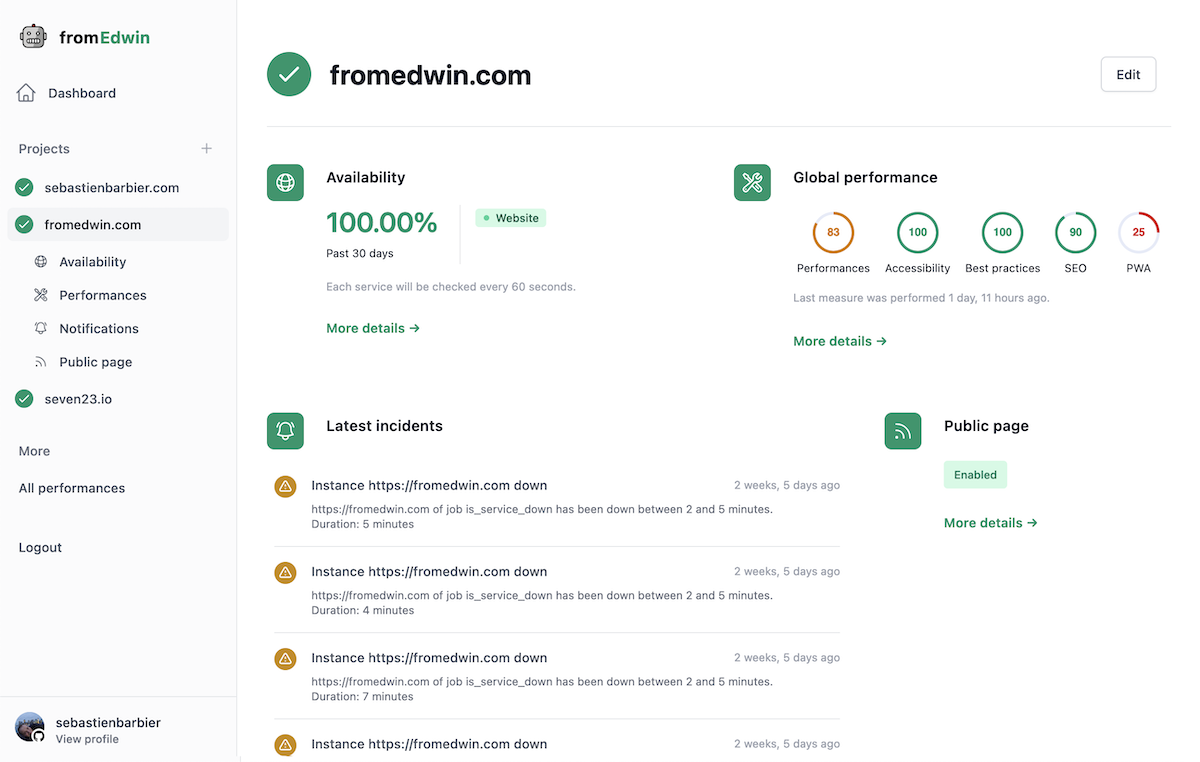 fromEdwin
Dashboard
Projects
sebastienbarbier.com
fromedwin.com
Availability
Performances
Notifications
Public page
seven23.io
More
All performances
Logout
sebastienbarbier
View profile
fromedwin.com
Edit
Availability
100.00%
Website
Past 30 days
Each service will be checked every 60 seconds.
More details →
Global performance
83
100
100
90
25
Performances
Accessibility
Best practices
SEO
PWA
Last measure was performed 1 day, 11 hours ago.
More details →
Latest incidents
Instance https://fromedwin.com down
2 weeks, 5 days ago
https://fromedwin.com of job is_service_down has been down between 2 and 5 minutes.
Duration: 5 minutes
Instance https://fromedwin.com down
2 weeks, 5 days ago
https://fromedwin.com of job is_service_down has been down between 2 and 5 minutes.
Duration: 4 minutes
Instance https://fromedwin.com down
2 weeks, 5 days ago
https://fromedwin.com of job is_service_down has been down between 2 and 5 minutes.
Duration: 7 minutes
Instance https://fromedwin.com down
2 weeks, 5 days ago
Public page
Enabled
More details →